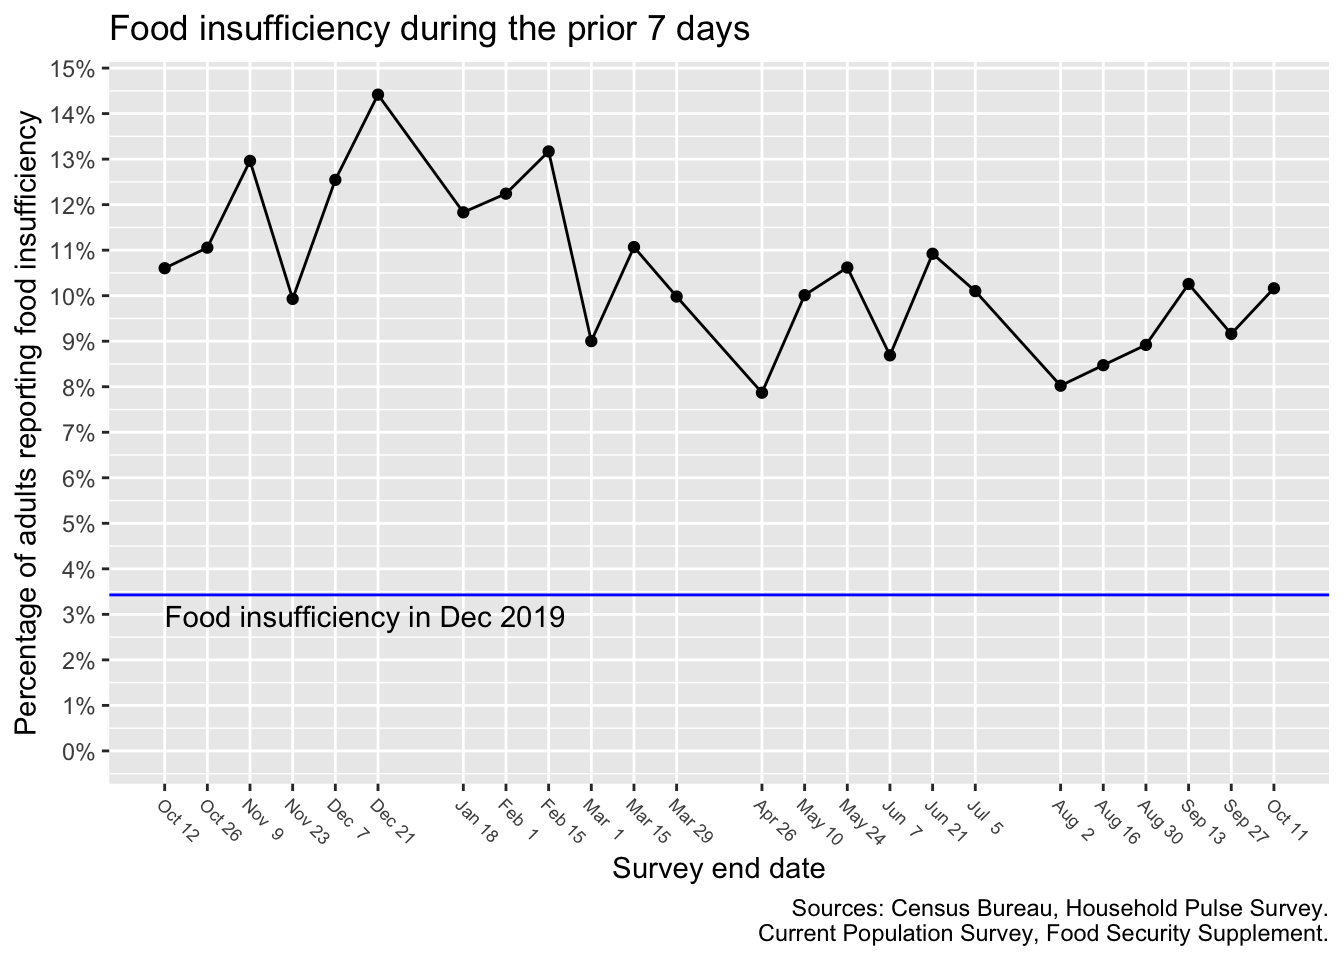 Food insufficiency during the prior 7 days
Percentage of adults reporting food insufficiency
15%
14%
13%
12%
11%
10%
9%
8%
7%
6%
5%
4%
3%
2%
1%
0%
Food insufficiency in Dec 2019
Oct 12
Oct 26
Nov 9
Nov 23
Dec 7
Dec 21
Jan 18
Feb 1
Feb 15
Mar 1
Mar 15
Mar 29
Apr 26
May 10
May 24
Jun 7
Jun 21
Jul 5
Aug 2
Aug 16
Aug 30
Sep 13
Sep 27
Oct 11
Survey end date
Sources: Census Bureau, Household Pulse Survey.
Current Population Survey, Food Security Supplement.